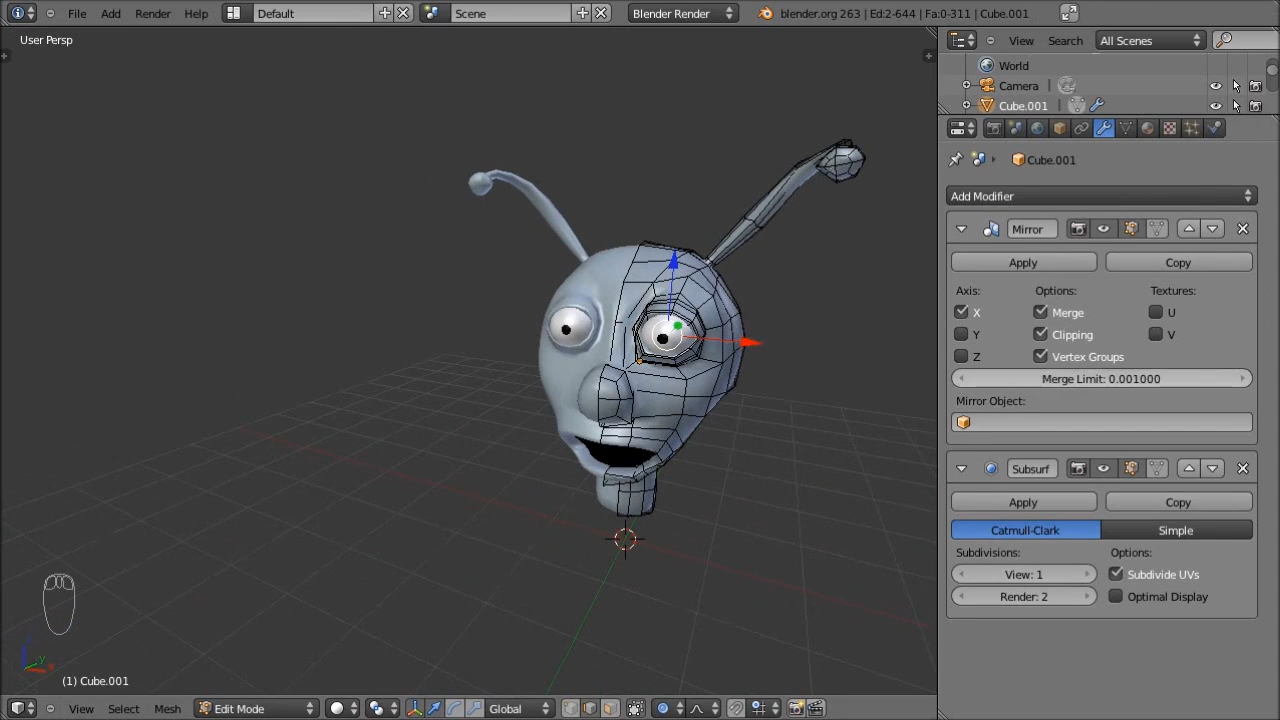 File Add Render Help Default Scene Blender Render blender.org 263 | Ed:2-644 | Fa:0-311 | Cube.001
User Persp
View Search All Scenes
World
Camera
Cube.001
Cube.001
Add Modifier
Mirror
Apply Copy
Axis: Options: Textures:
X Merge U
Y Clipping V
Z Vertex Groups
Merge Limit: 0.001000
Mirror Object:
Subsurf
Apply Copy
Catmull-Clark Simple
Subdivisions: Options:
View: 1 Subdivide UVs
Render: 2 Optimal Display
z
y
x
(1) Cube.001
View Select Mesh Edit Mode Global